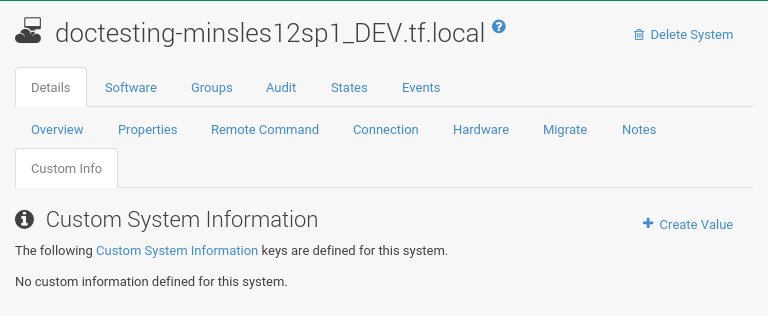 doctesting-minsles12sp1_DEV.tf.local ?
Delete System
Details Software Groups Audit States Events
Overview Properties Remote Command Connection Hardware Migrate Notes
Custom Info
Custom System Information
Create Value
The following Custom System Information keys are defined for this system.
No custom information defined for this system.